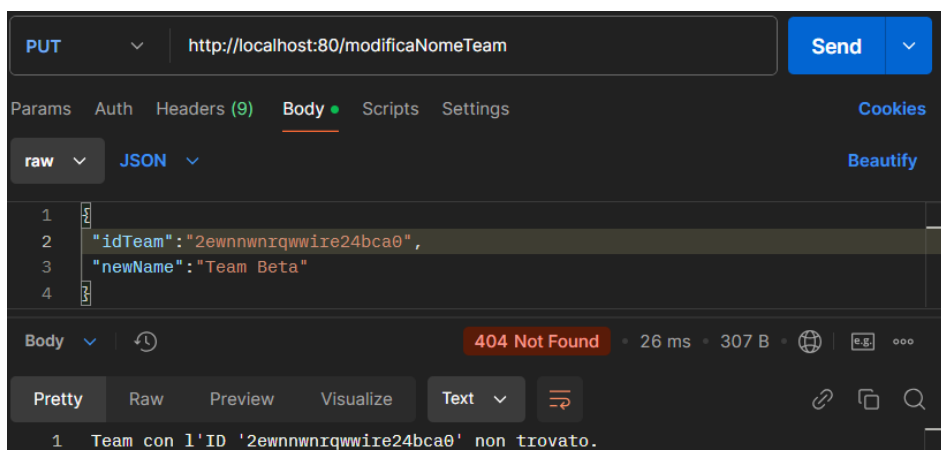 PUT http://localhost:80/modificaNomeTeam Send
Params Auth Headers (9) Body Scripts Settings Cookies
raw JSON Beautify
1 {
2 "idTeam":"2ewnnwnrqwwire24bca0",
3 "newName":"Team Beta"
4 }
Body 404 Not Found • 26 ms • 307 B • e.g.
Pretty Raw Preview Visualize Text
1 Team con l'ID '2ewnnwnrqwwire24bca0' non trovato.